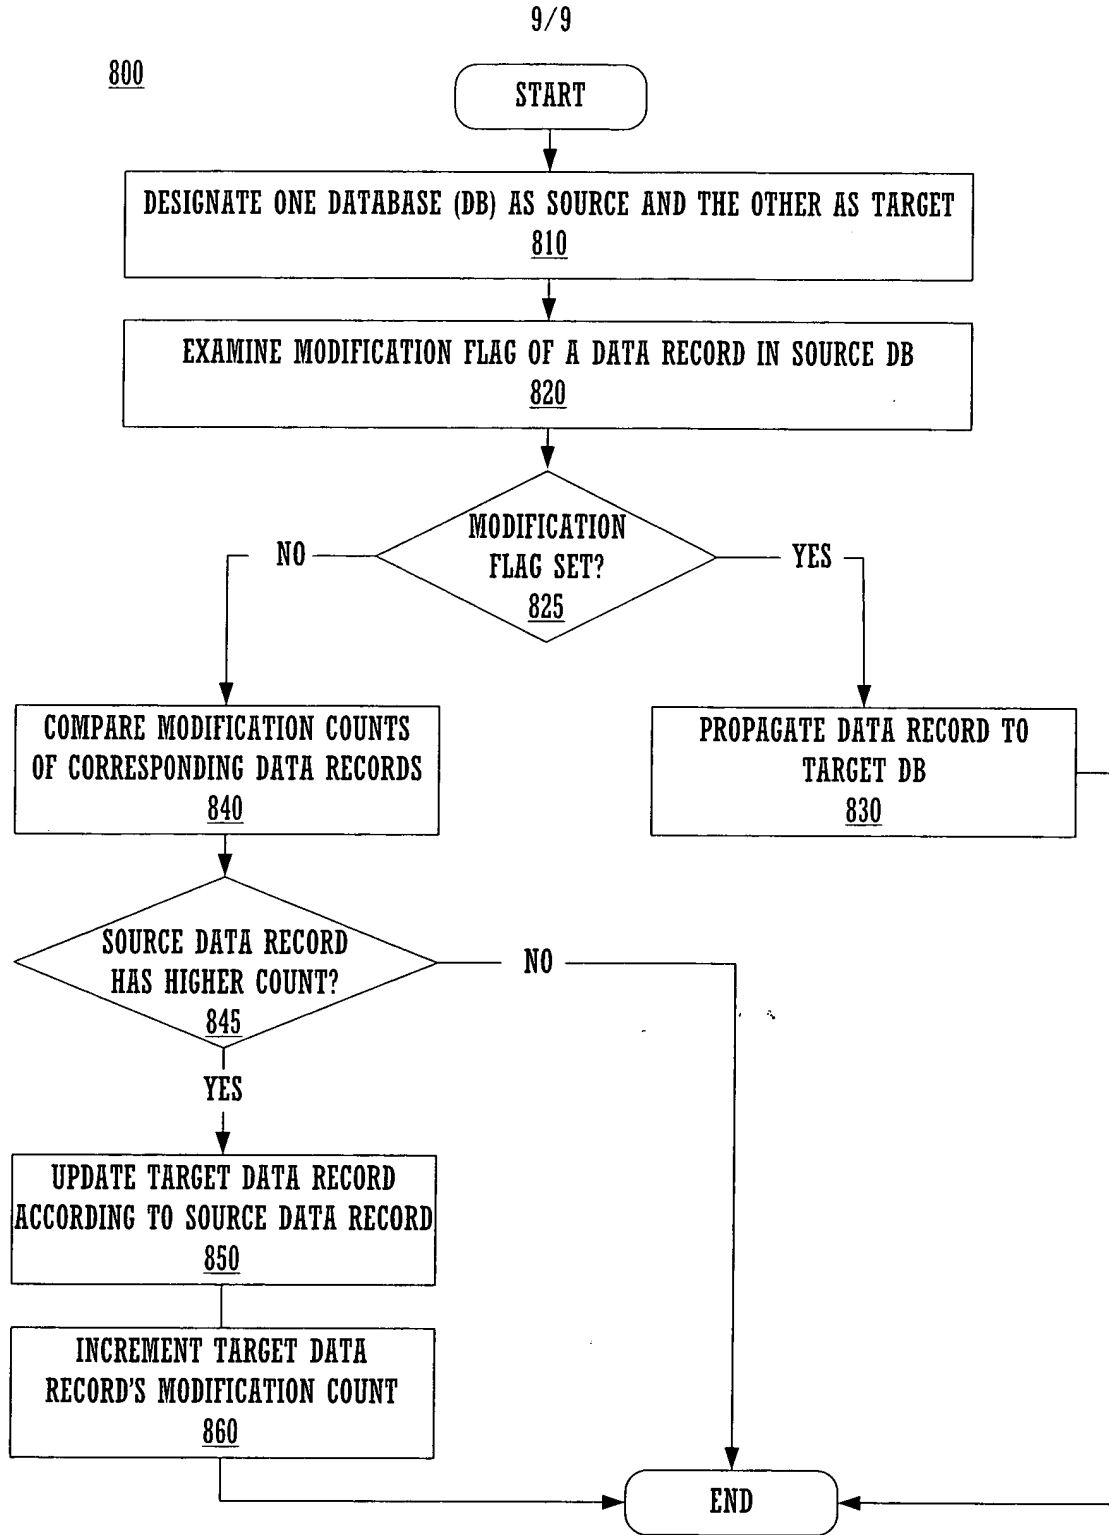 9/9
800
START
DESIGNATE ONE DATABASE (DB) AS SOURCE AND THE OTHER AS TARGET
810
EXAMINE MODIFICATION FLAG OF A DATA RECORD IN SOURCE DB
820
MODIFICATION
FLAG SET?
825
NO
YES
COMPARE MODIFICATION COUNTS
OF CORRESPONDING DATA RECORDS
840
PROPAGATE DATA RECORD TO
TARGET DB
830
SOURCE DATA RECORD
HAS HIGHER COUNT?
845
NO
YES
UPDATE TARGET DATA RECORD
ACCORDING TO SOURCE DATA RECORD
850
INCREMENT TARGET DATA
RECORD'S MODIFICATION COUNT
860
END